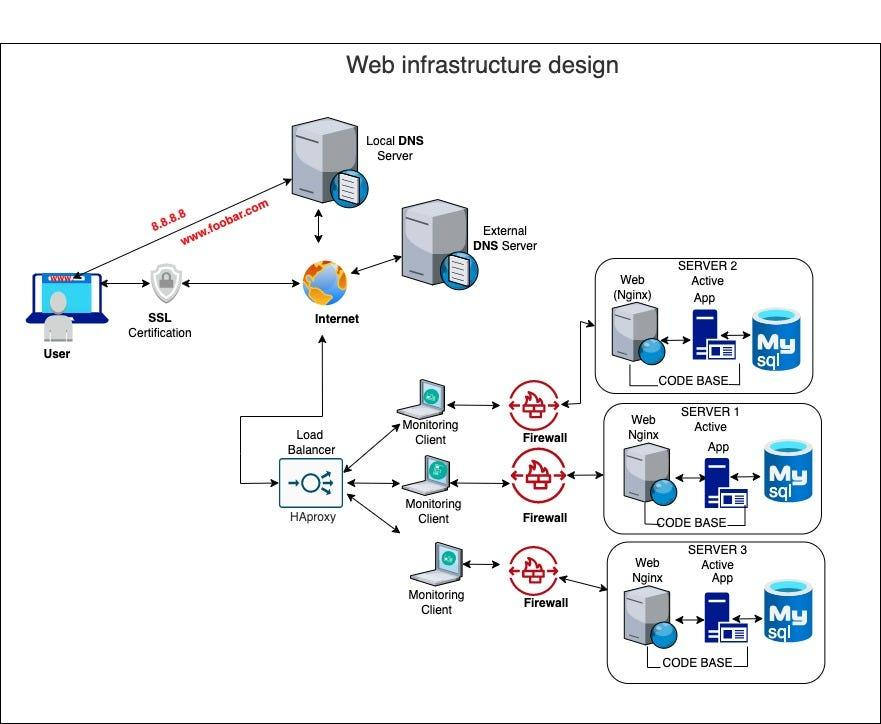 Web infrastructure design
Local DNS
Server
8.8.8.8
www.foobar.com
External
DNS Server
www
SSL
Certification
Internet
User
SERVER 2
Active
Web
(Nginx)
App
My
sql
CODE BASE
Monitoring
Client
Firewall
SERVER 1
Active
Web
Nginx
App
My
sql
CODE BASE
Load
Balancer
HAproxy
Monitoring
Client
Firewall
SERVER 3
Active
Web
Nginx
App
My
sql
CODE BASE
Monitoring
Client
Firewall